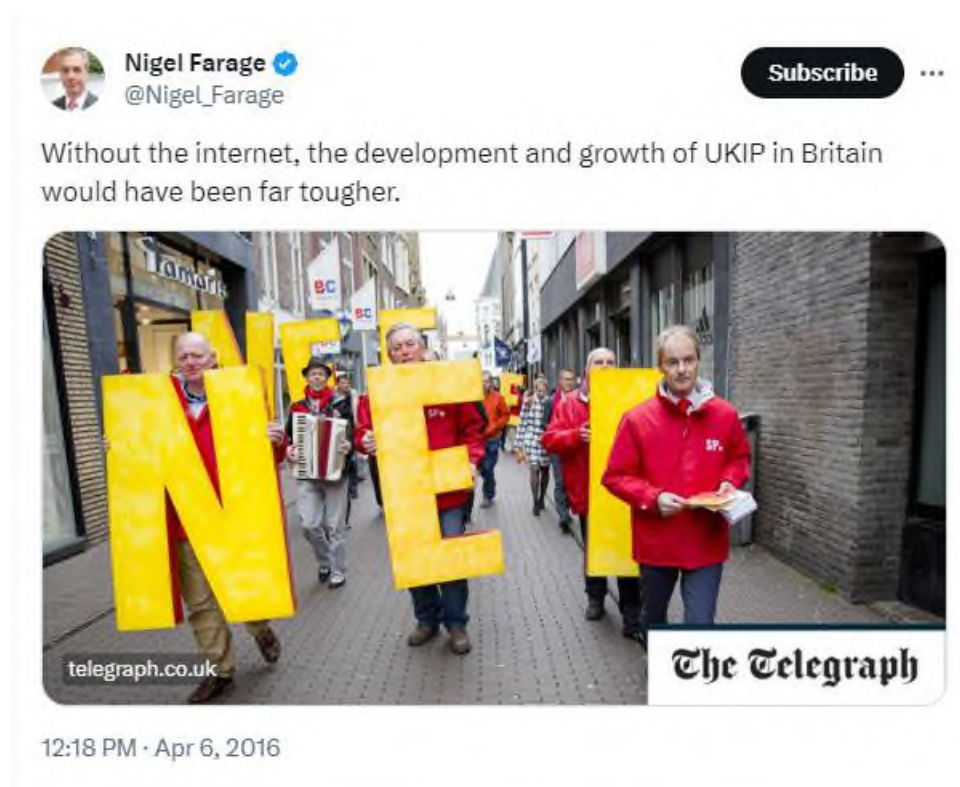 Nigel Farage
@Nigel_Farage
Subscribe
Without the internet, the development and growth of UKIP in Britain
would have been far tougher.
Tamaris
BC
BC
N E E
N E E
SP.
SP.
telegraph.co.uk
The Telegraph
12:18 PM · Apr 6, 2016